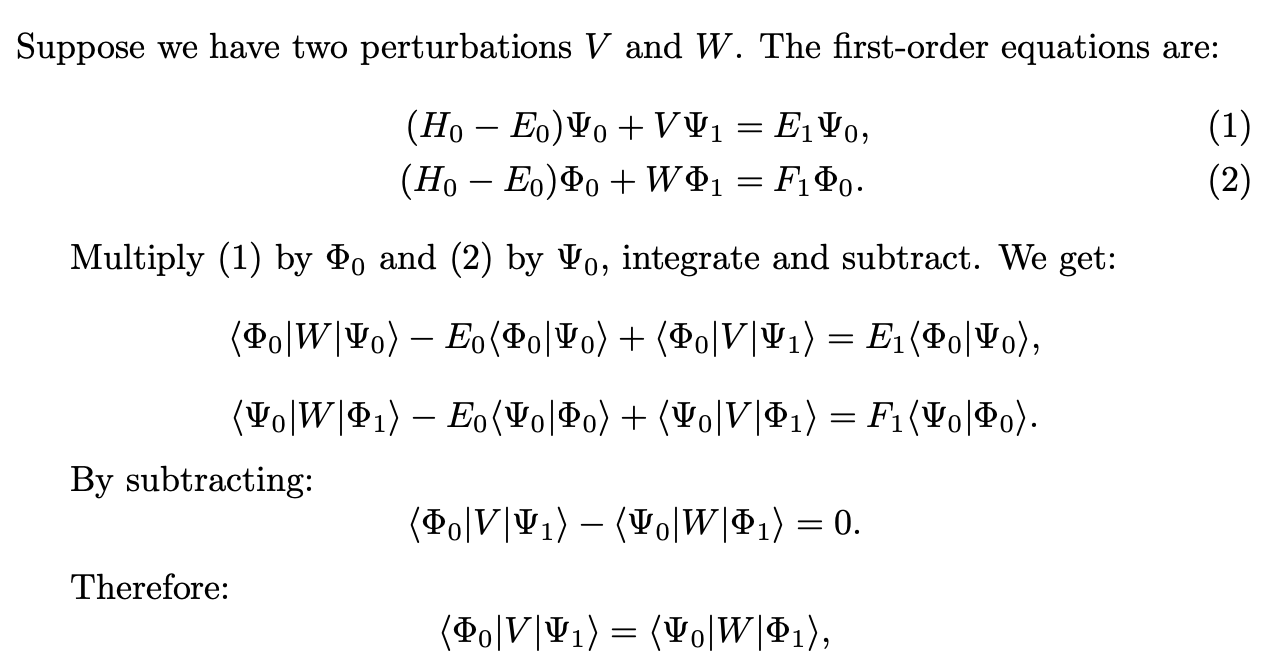 Suppose we have two perturbations V and W. The first-order equations are:
(H₀ − E₀)Ψ₀ + VΨ₁ = E₁Ψ₀, (1)
(H₀ − E₀)Φ₀ + WΦ₁ = F₁Φ₀. (2)
Multiply (1) by Φ₀ and (2) by Ψ₀, integrate and subtract. We get:
⟨Φ₀|W|Ψ₀⟩ − E₀⟨Φ₀|Ψ₀⟩ + ⟨Φ₀|V|Ψ₁⟩ = E₁⟨Φ₀|Ψ₀⟩,
⟨Ψ₀|W|Φ₁⟩ − E₀⟨Ψ₀|Φ₀⟩ + ⟨Ψ₀|V|Φ₁⟩ = F₁⟨Ψ₀|Φ₀⟩.
By subtracting:
⟨Φ₀|V|Ψ₁⟩ − ⟨Ψ₀|W|Φ₁⟩ = 0.
Therefore:
⟨Φ₀|V|Ψ₁⟩ = ⟨Ψ₀|W|Φ₁⟩,